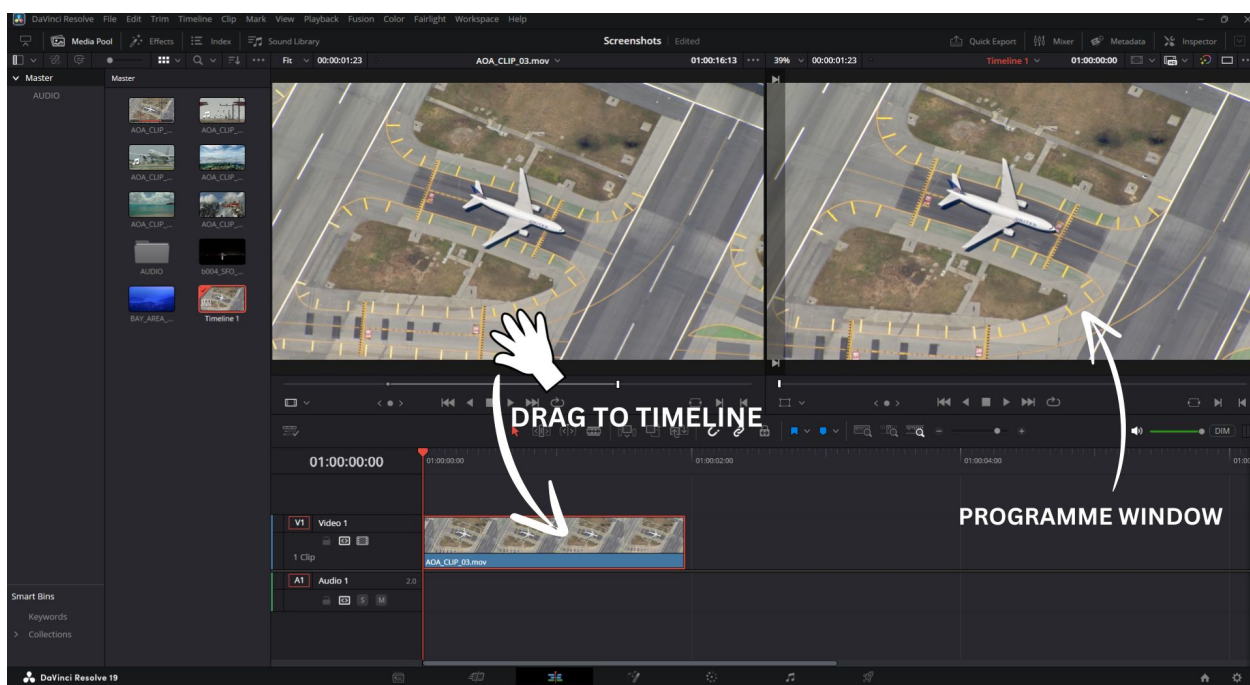 DaVinci Resolve File Edit Trim Timeline Clip Mark View Playback Fusion Color Fairlight Workspace Help
Media Pool Effects Index Sound Library Screenshots Edited Quick Export Mixer Metadata Inspector
Fit 00:00:01:23 AOA_CLIP_03.mov 01:00:16:13 39% 00:00:01:23 Timeline 1 01:00:00:00
Master
AUDIO
Master
AOA_CLIP_... AOA_CLIP_...
AOA_CLIP_... AOA_CLIP_...
AOA_CLIP_... AOA_CLIP_...
AUDIO b004_SFO_...
BAY_AREA_... Timeline 1
DRAG TO TIMELINE
DIM
01:00:00:00 01:00:00:00 01:00:02:00 01:00:04:00
PROGRAMME WINDOW
V1 Video 1
1 Clip
AOA_CLIP_03.mov
A1 Audio 1 2.0
S M
Smart Bins
Keywords
Collections
DaVinci Resolve 19